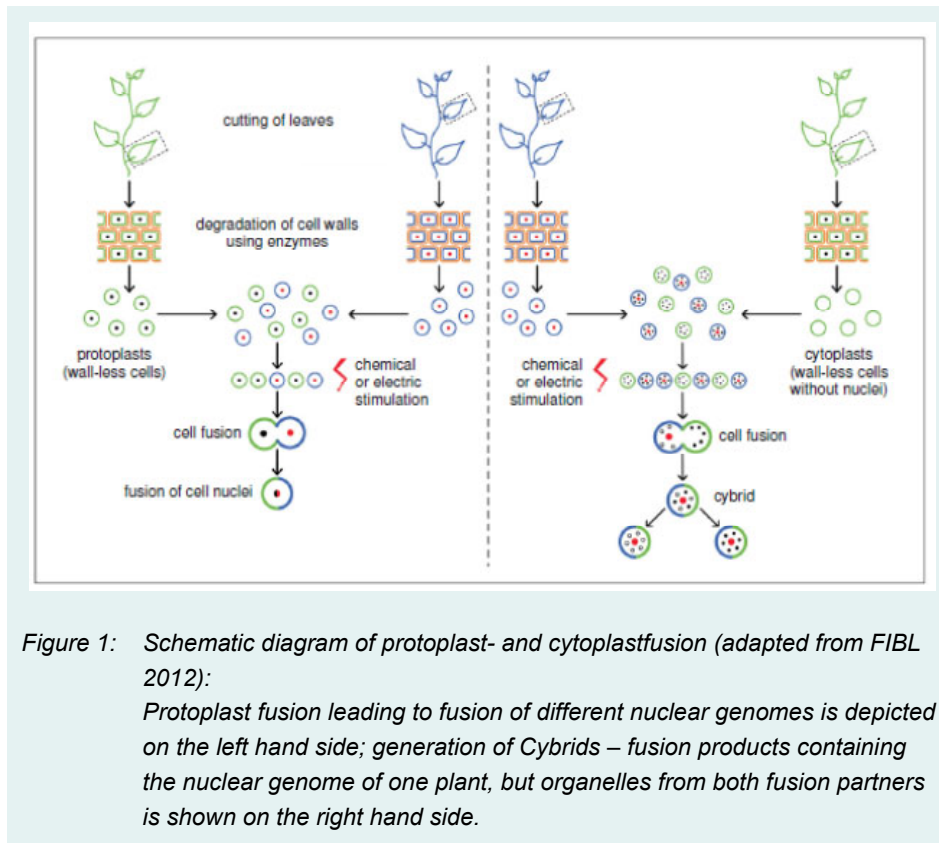 cutting of leaves
degradation of cell walls
using enzymes
protoplasts
(wall-less cells)
chemical
or electric
stimulation
cell fusion
fusion of cell nuclei
chemical
or electric
stimulation
cytoplasts
(wall-less cells
without nuclei)
cell fusion
cybrid
Figure 1: Schematic diagram of protoplast- and cytoplastfusion (adapted from FIBL
2012):
Protoplast fusion leading to fusion of different nuclear genomes is depicted
on the left hand side; generation of Cybrids – fusion products containing
the nuclear genome of one plant, but organelles from both fusion partners
is shown on the right hand side.